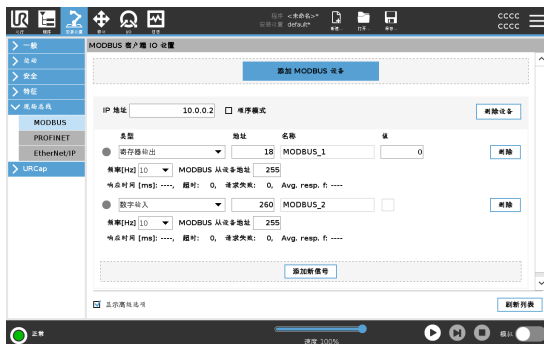 程序 <未命名>*
安装设置 default*
新建...
打开...
保存...
CCCC
CCCC
运行
程序
安装设置
移动
I/O
日志
一般
MODBUS 客户端 IO 设置
运动
安全
特征
现场总线
MODBUS
PROFINET
EtherNet/IP
URCap
添加 MODBUS 设备
IP 地址 10.0.0.2 顺序模式 删除设备
类型 地址 名称 值
寄存器输出 18 MODBUS_1 0 删除
频率[Hz] 10 MODBUS 从设备地址 255
响应时间 [ms]: ----, 超时: 0, 请求失败: 0, Avg. resp. f: ----
数字输入 260 MODBUS_2 删除
频率[Hz] 10 MODBUS 从设备地址 255
响应时间 [ms]: ----, 超时: 0, 请求失败: 0, Avg. resp. f: ----
添加新信号
显示高级选项 刷新列表
正常 速度 100% 模拟